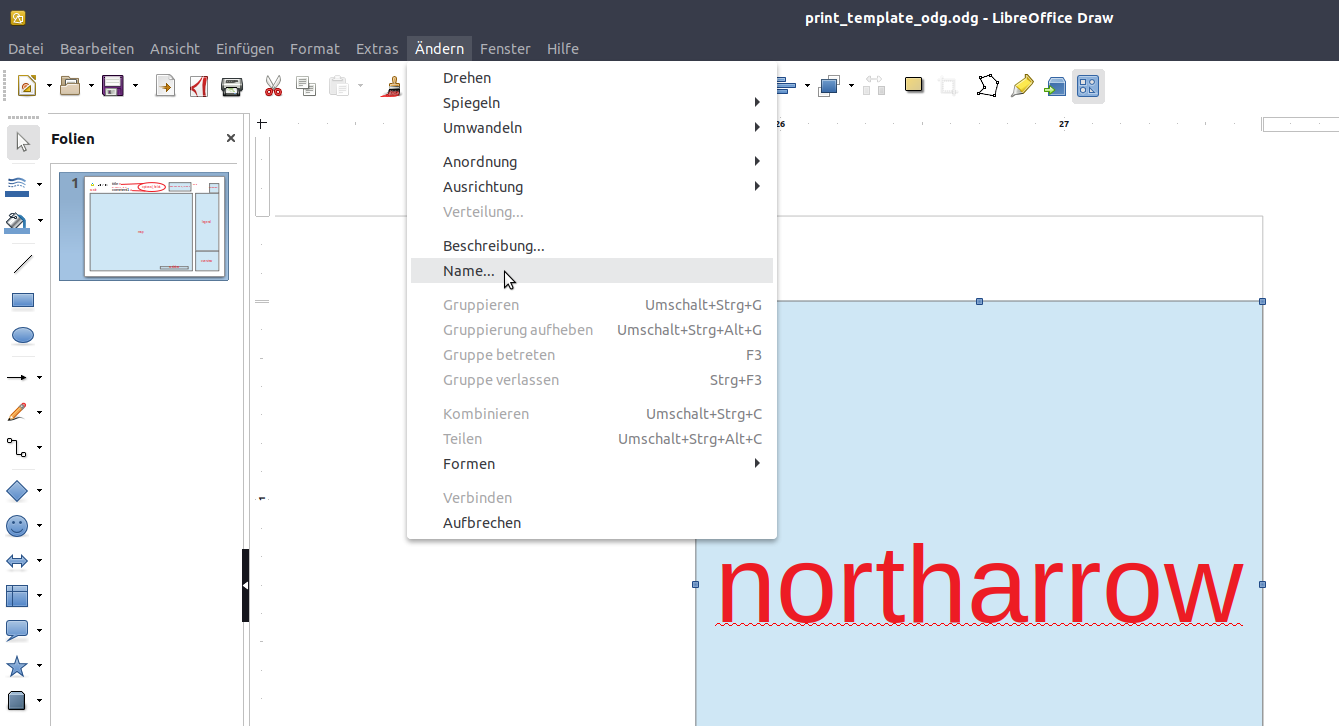 print_template_odg.odg - LibreOffice Draw
Datei Bearbeiten Ansicht Einfügen Format Extras Ändern Fenster Hilfe
Drehen
Spiegeln
Umwandeln
Anordnung
Ausrichtung
Verteilung...
Beschreibung...
Name...
Gruppieren Umschalt+Strg+G
Gruppierung aufheben Umschalt+Strg+Alt+G
Gruppe betreten F3
Gruppe verlassen Strg+F3
Kombinieren Umschalt+Strg+C
Teilen Umschalt+Strg+Alt+C
Formen
Verbinden
Aufbrechen
Folien
1
26 27
1
northarrow